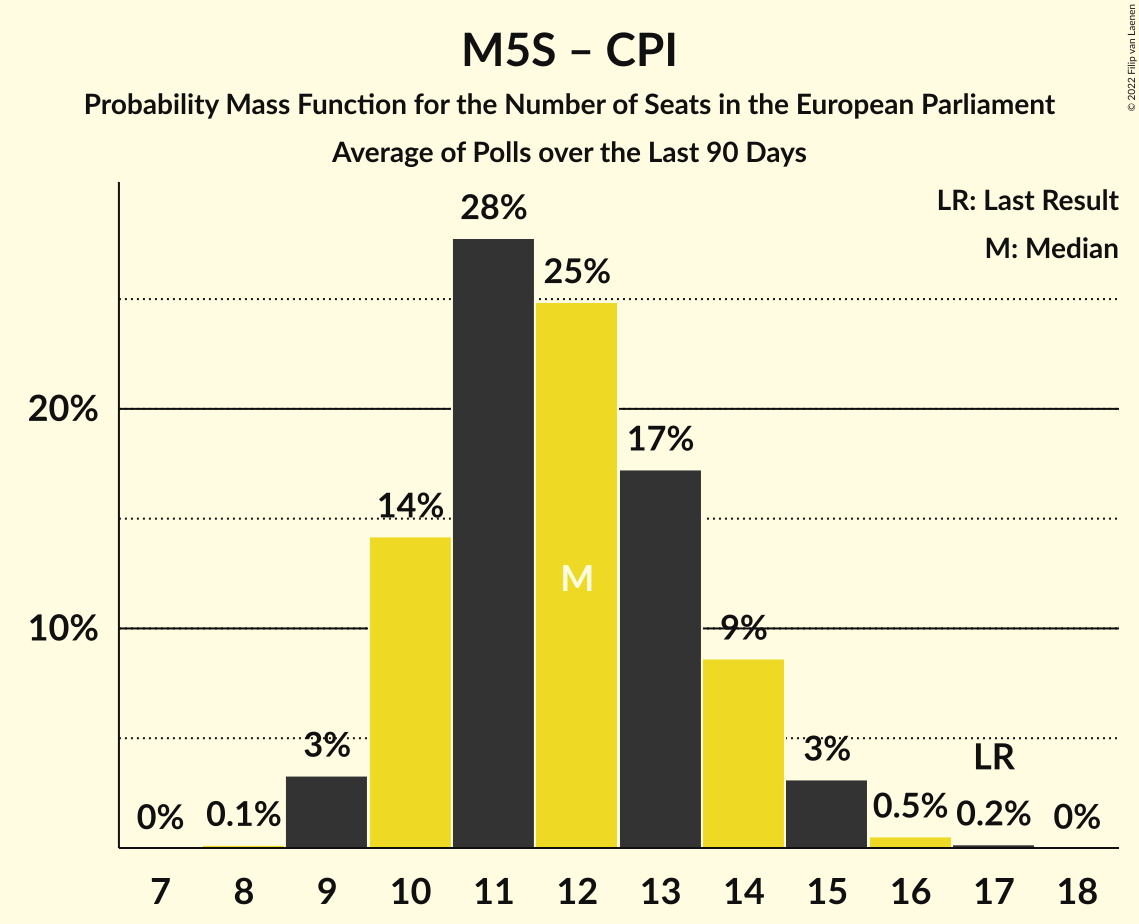 M5S – CPI
Probability Mass Function for the Number of Seats in the European Parliament
Average of Polls over the Last 90 Days
© 2022 Filip van Laenen
LR: Last Result
M: Median
28%
25%
20%
17%
14%
M
10%
9%
3%
3%
LR
0%
0.1%
0.5%
0.2%
0%
7 8 9 10 11 12 13 14 15 16 17 18